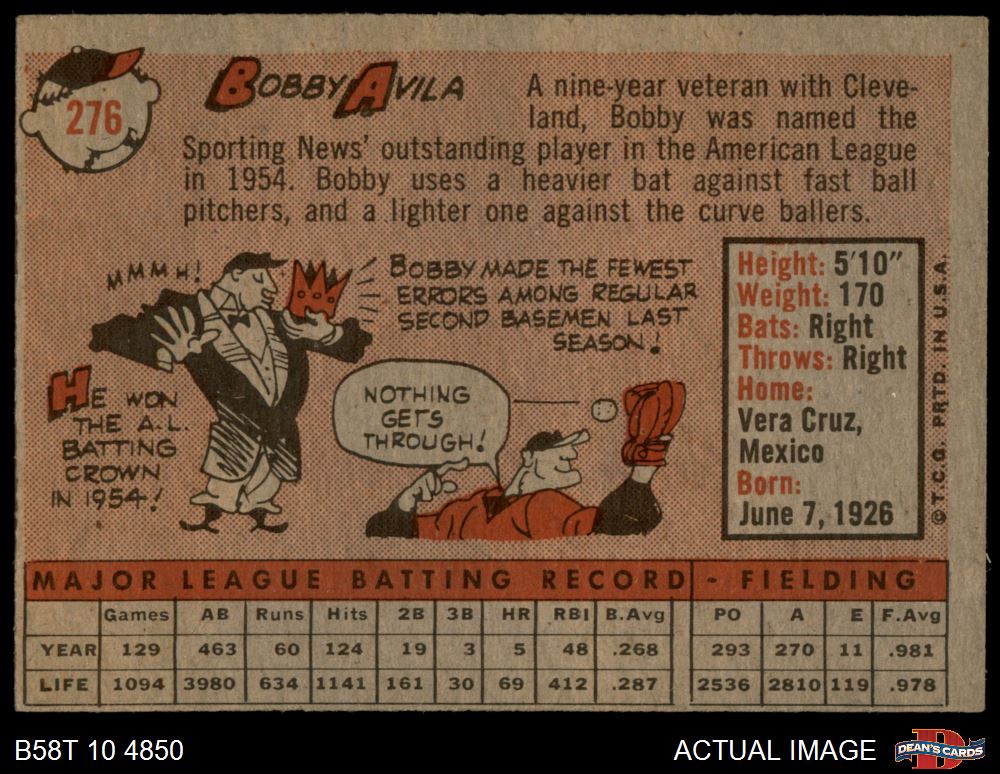 276
BOBBY AVILA
A nine-year veteran with Cleve-
land, Bobby was named the
Sporting News' outstanding player in the American League
in 1954. Bobby uses a heavier bat against fast ball
pitchers, and a lighter one against the curve ballers.
MMMH!
HE WON
THE A.L.
BATTING
CROWN
IN 1954!
BOBBY MADE THE FEWEST
ERRORS AMONG REGULAR
SECOND BASEMEN LAST
SEASON!
NOTHING
GETS
THROUGH!
Height: 5'10"
Weight: 170
Bats: Right
Throws: Right
Home:
Vera Cruz,
Mexico
Born:
June 7, 1926
© T.C.G. PRTD. IN U.S.A.
MAJOR LEAGUE BATTING RECORD - FIELDING
Games AB Runs Hits 2B 3B HR RBI B.Avg PO A E F.Avg
YEAR 129 463 60 124 19 3 5 48 .268 293 270 11 .981
LIFE 1094 3980 634 1141 161 30 69 412 .287 2536 2810 119 .978
B58T 10 4850
ACTUAL IMAGE
D
DEAN'S CARDS